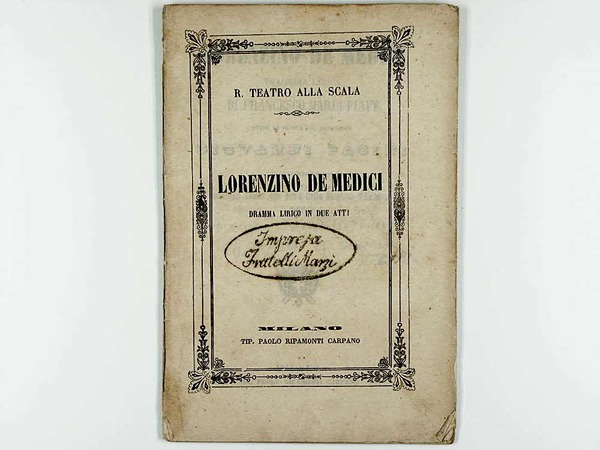 R. TEATRO ALLA SCALA
LORENZINO DE MEDICI
DRAMMA LIRICO IN DUE ATTI
Impresa
Fratelli Marzi
MILANO
TIP. PAOLO RIPAMONTI CARPANO